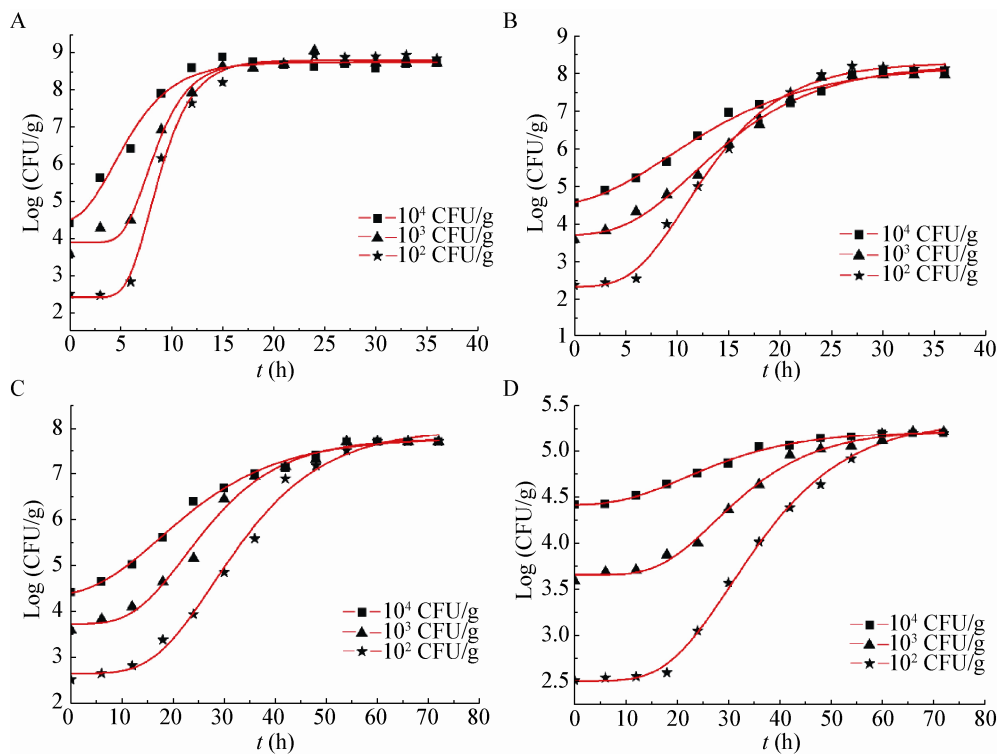 A
Log (CFU/g)
9
8
7
6
5
4
3
2
10⁴ CFU/g
10³ CFU/g
10² CFU/g
0 5 10 15 20 25 30 35 40
t (h)
B
Log (CFU/g)
9
8
7
6
5
4
3
2
1
10⁴ CFU/g
10³ CFU/g
10² CFU/g
0 5 10 15 20 25 30 35 40
t (h)
C
Log (CFU/g)
8
7
6
5
4
3
2
10⁴ CFU/g
10³ CFU/g
10² CFU/g
0 10 20 30 40 50 60 70 80
t (h)
D
Log (CFU/g)
5.5
5.0
4.5
4.0
3.5
3.0
2.5
10⁴ CFU/g
10³ CFU/g
10² CFU/g
0 10 20 30 40 50 60 70 80
t (h)